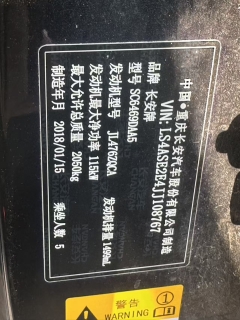 中国·重庆长安汽车股份有限公司制造
VIN: LS4ASE2E4JJ108767
品牌 长安牌
型号 SC6469DAA5
发动机型号 JL476ZQCA 发动机排量 1499mL
发动机最大净功率 115kW
最大允许总质量 2050kg
制造年月 2018/01/15 乘坐人数 5
警告
WARNING